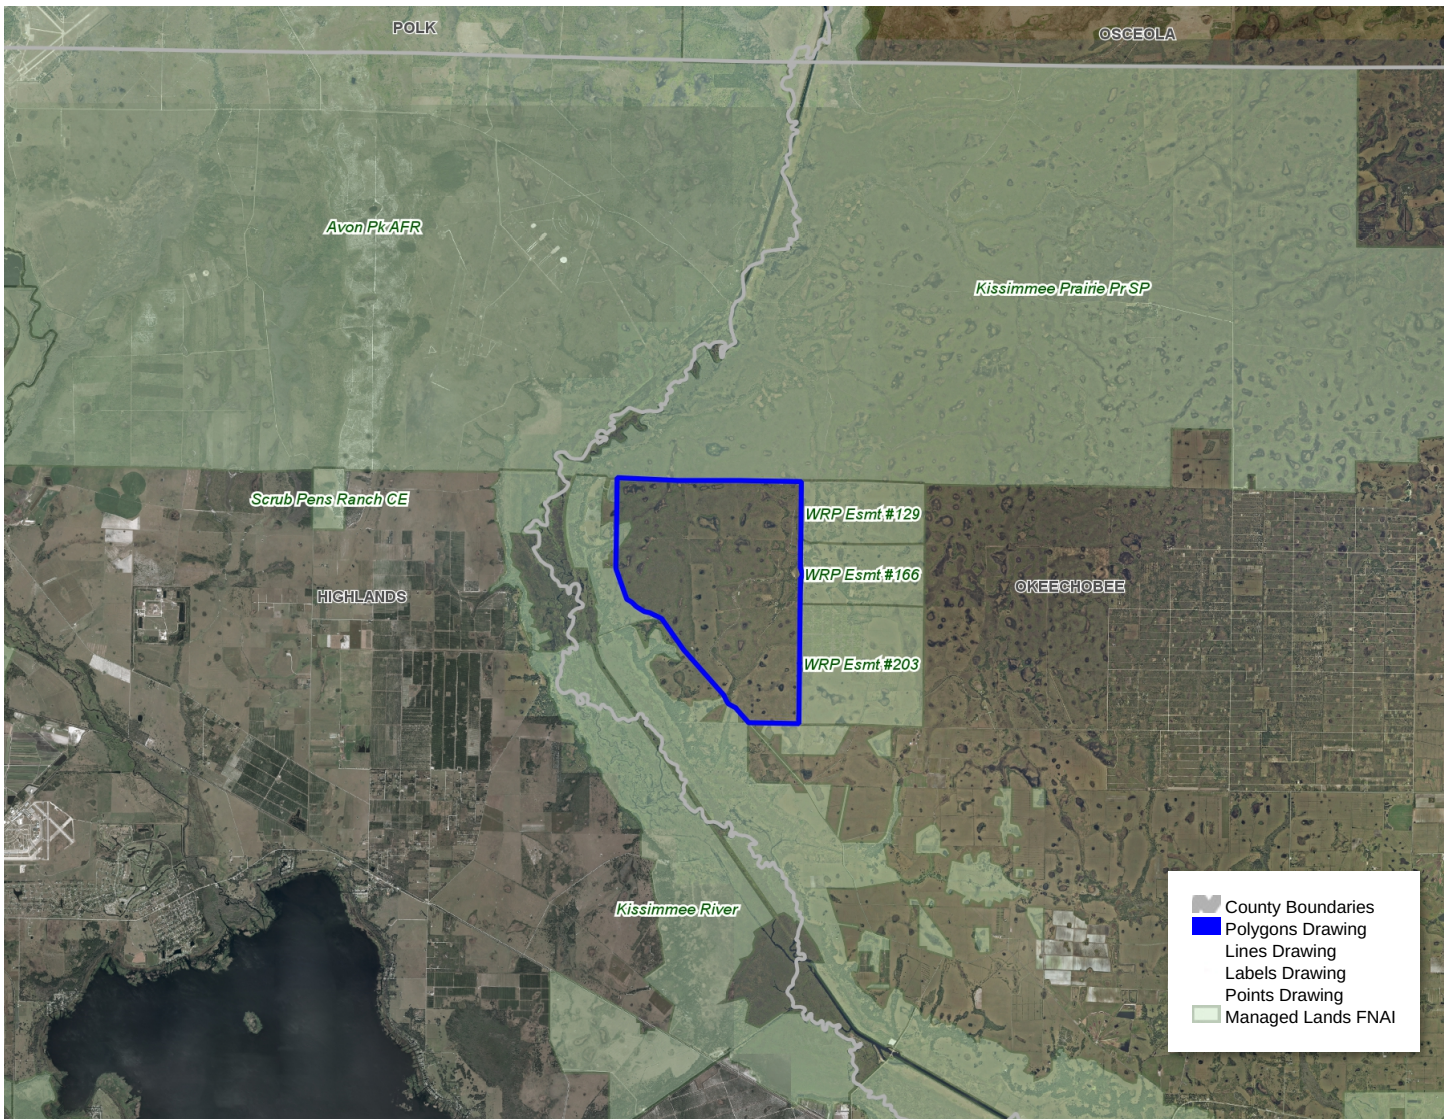 POLK
OSCEOLA
Avon Pk AFR
Kissimmee Prairie Pr SP
Scrub Pens Ranch CE
WRP Esmt #129
WRP Esmt #166
OKEECHOBEE
HIGHLANDS
WRP Esmt #203
Kissimmee River
County Boundaries
Polygons Drawing
Lines Drawing
Labels Drawing
Points Drawing
Managed Lands FNAI